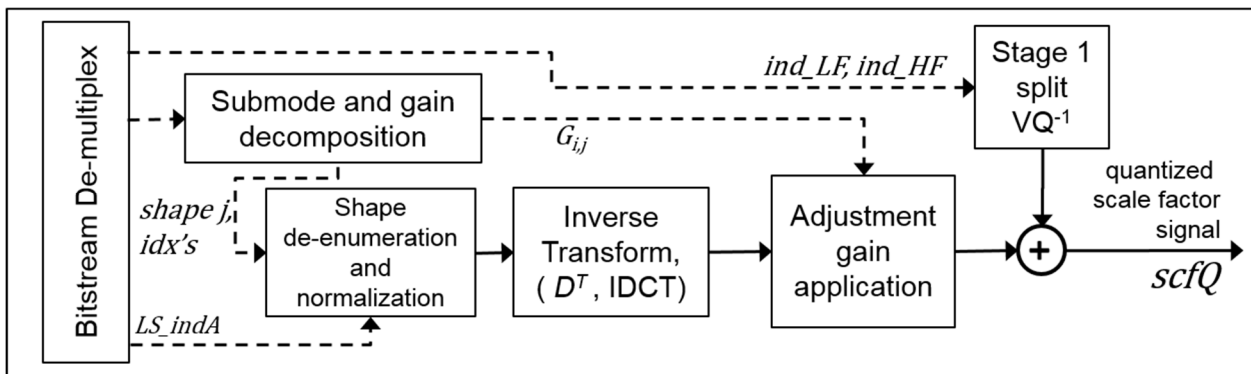 Bitstream De-multiplex
Submode and gain
decomposition
ind_LF, ind_HF
Stage 1
split
VQ-1
Gi,j
shape j,
idx's
Shape
de-enumeration
and
normalization
LS_indA
Inverse
Transform,
( DT , IDCT)
Adjustment
gain
application
+
quantized
scale factor
signal
scfQ